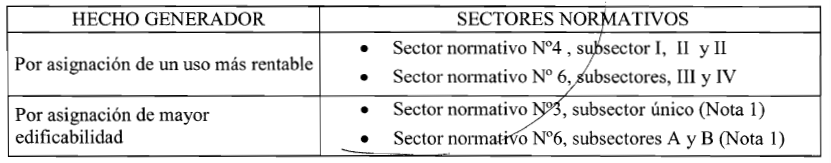 HECHO GENERADOR
SECTORES NORMATIVOS
Por asignación de un uso más rentable
• Sector normativo Nº4 , subsector I, II y II
• Sector normativo Nº 6, subsectores, III y IV
Por asignación de mayor
edificabilidad
• Sector normativo Nº3, subsector único (Nota 1)
• Sector normativo Nº6, subsectores A y B (Nota 1)